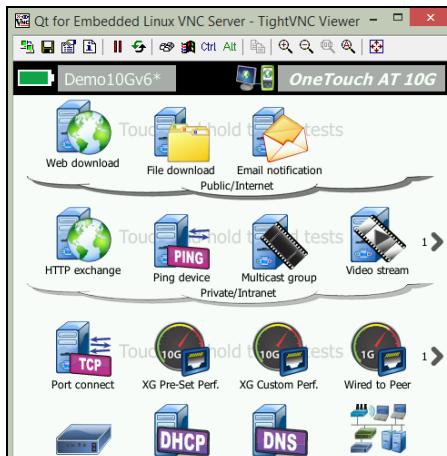 Qt for Embedded Linux VNC Server - TightVNC Viewer
Ctrl Alt
Demo10Gv6* OneTouch AT 10G
Touch and hold to add tests
Web download File download Email notification
Public/Internet
Touch and hold to add tests
PING
1
HTTP exchange Ping device Multicast group Video stream
Private/Intranet
Touch and hold to add tests
TCP 10G 10G 1G
1
Port connect XG Pre-Set Perf. XG Custom Perf. Wired to Peer
DHCP DNS